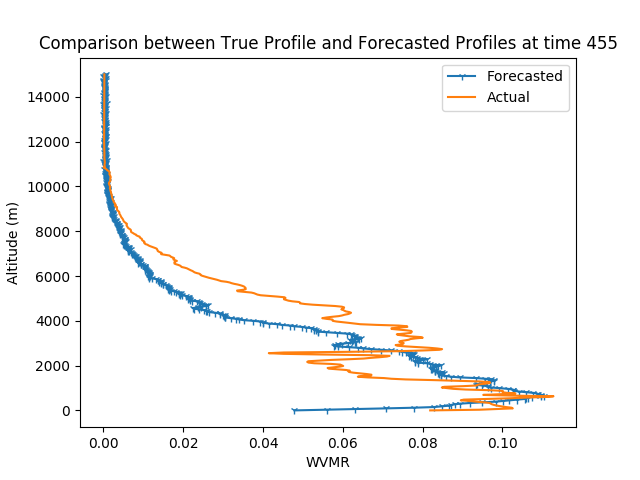 Comparison between True Profile and Forecasted Profiles at time 455
Forecasted
Actual
14000
12000
10000
8000
6000
4000
2000
0
Altitude (m)
0.00 0.02 0.04 0.06 0.08 0.10
WVMR